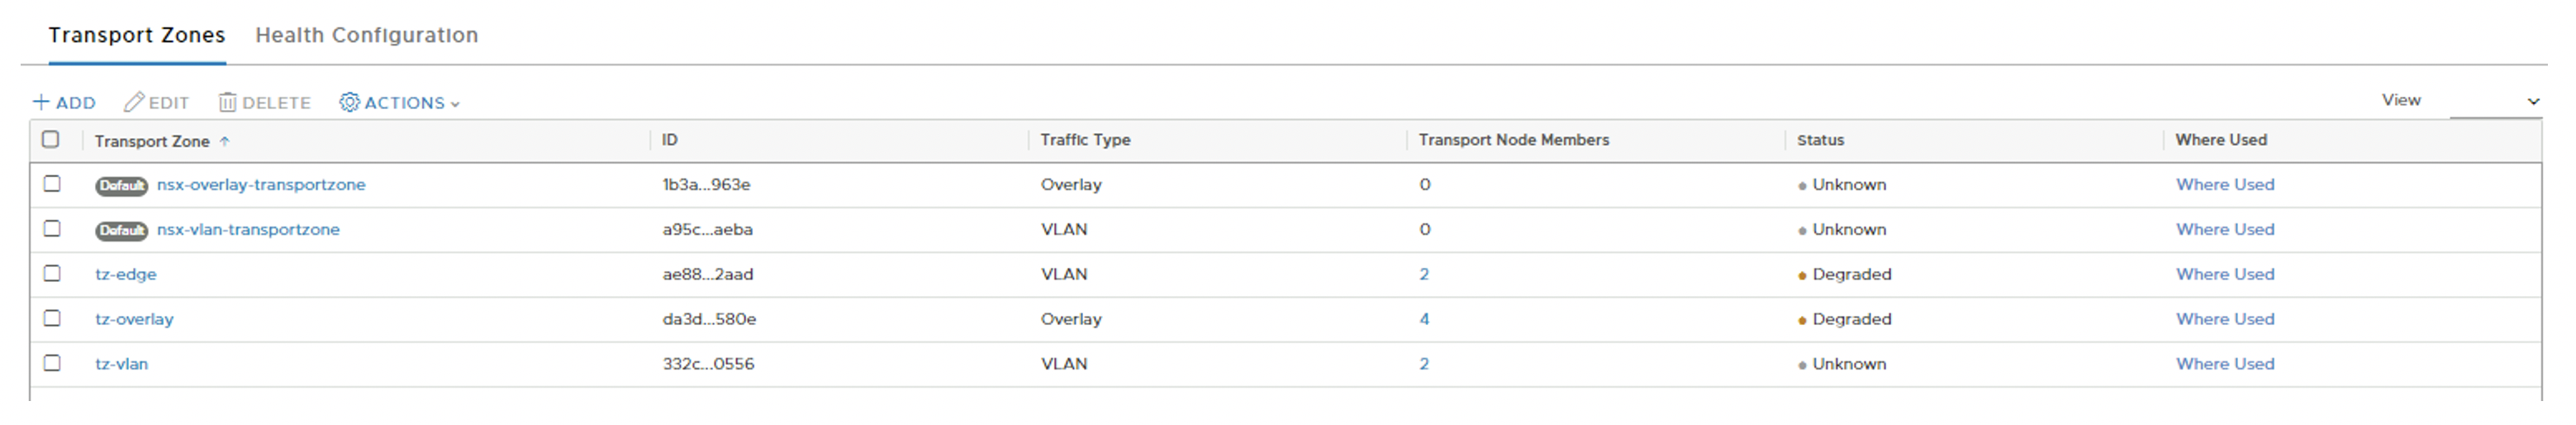 Transport Zones Health Configuration
+ ADD EDIT DELETE ACTIONS View
Transport Zone ↑ ID Traffic Type Transport Node Members Status Where Used
Default nsx-overlay-transportzone 1b3a...963e Overlay 0 Unknown Where Used
Default nsx-vlan-transportzone a95c...aeba VLAN 0 Unknown Where Used
tz-edge ae88...2aad VLAN 2 Degraded Where Used
tz-overlay da3d...580e Overlay 4 Degraded Where Used
tz-vlan 332c...0556 VLAN 2 Unknown Where Used